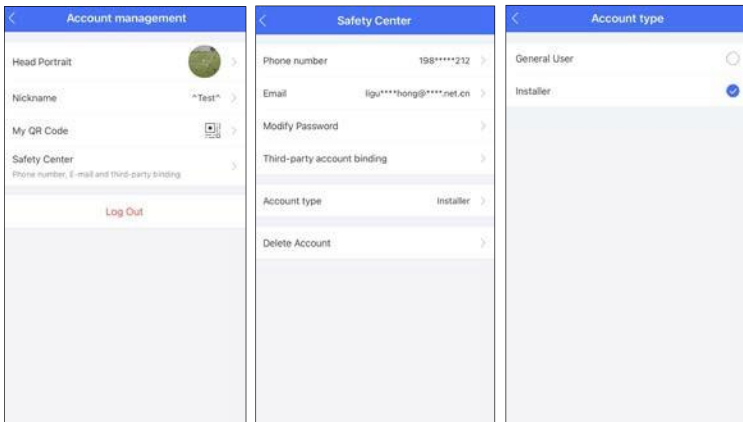 Account management
Head Portrait
Nickname ^Test^
My QR Code
Safety Center
Phone number, E-mail and third-party binding
Log Out
Safety Center
Phone number 198*****212
Email ligu****hong@****.net.cn
Modify Password
Third-party account binding
Account type Installer
Delete Account
Account type
General User
Installer